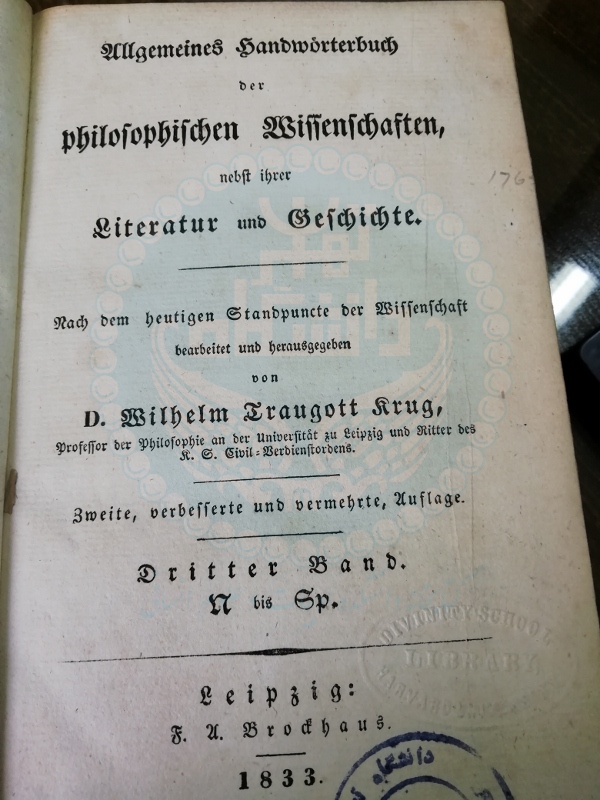 Allgemeines Handwörterbuch
der
philosophischen Wissenschaften,
nebst ihrer
Literatur und Geschichte.
Nach dem heutigen Standpuncte der Wissenschaft
bearbeitet und herausgegeben
von
D. Wilhelm Traugott Krug,
Professor der Philosophie an der Universität zu Leipzig und Ritter des
K. S. Civil-Verdienstordens.
Zweite, verbesserte und vermehrte, Auflage.
Dritter Band.
N bis Sp.
DIVINITY SCHOOL
LIBRARY
Leipzig:
F. A. Brockhaus.
1833.
دانشگاه